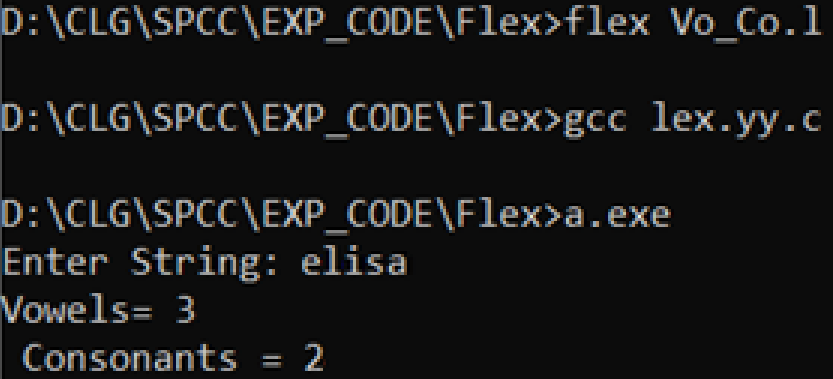 D:\CLG\SPCC\EXP_CODE\Flex>flex Vo_Co.l
D:\CLG\SPCC\EXP_CODE\Flex>gcc lex.yy.c
D:\CLG\SPCC\EXP_CODE\Flex>a.exe
Enter String: elisa
Vowels= 3
 Consonants = 2